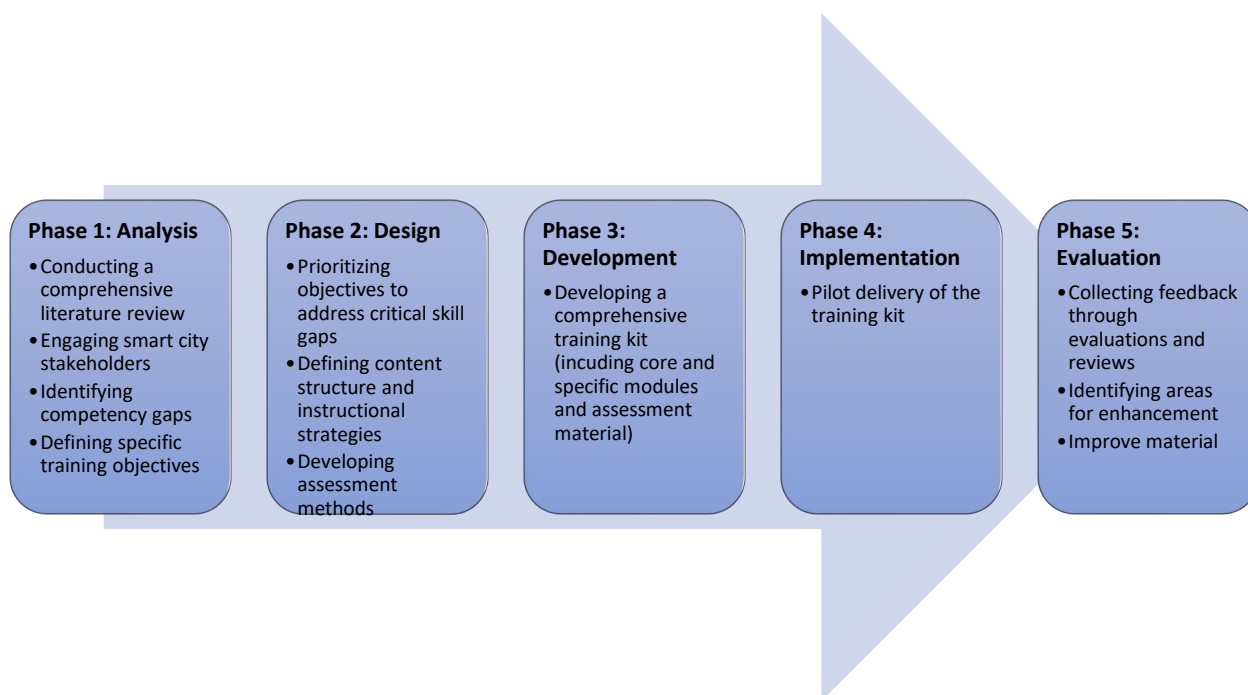 Phase 1: Analysis
•Conducting a
comprehensive
literature review
•Engaging smart city
stakeholders
•Identifying
competency gaps
•Defining specific
training objectives
Phase 2: Design
•Prioritizing
objectives to
address critical skill
gaps
•Defining content
structure and
instructional
strategies
•Developing
assessment
methods
Phase 3:
Development
•Developing a
comprehensive
training kit
(incuding core and
specific modules
and assessment
material)
Phase 4:
Implementation
•Pilot delivery of the
training kit
Phase 5:
Evaluation
•Collecting feedback
through
evaluations and
reviews
•Identifying areas
for enhancement
•Improve material